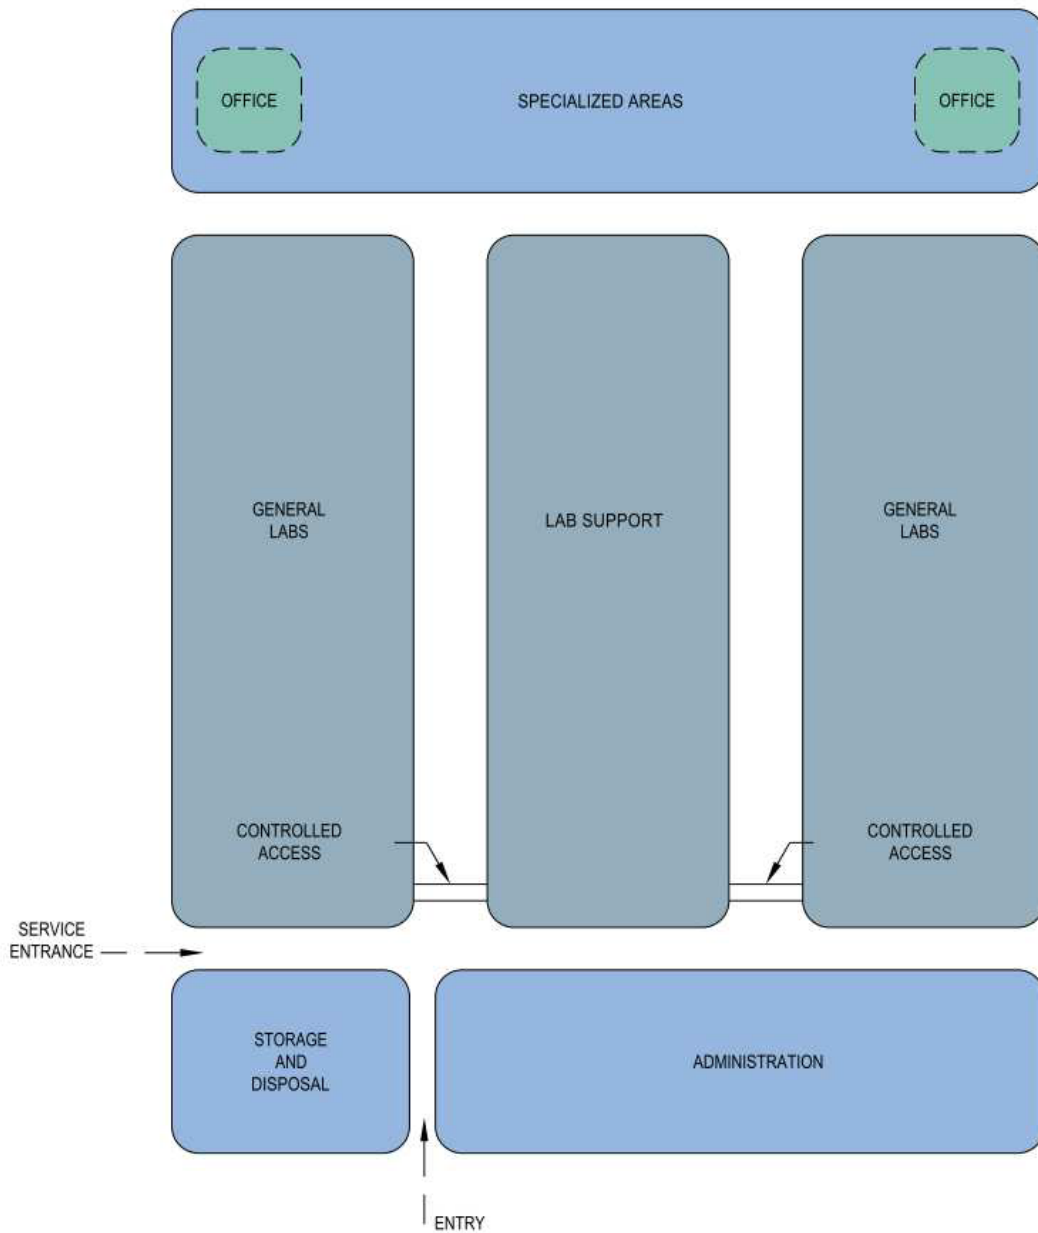 OFFICE
SPECIALIZED AREAS
OFFICE
GENERAL
LABS
LAB SUPPORT
GENERAL
LABS
CONTROLLED
ACCESS
CONTROLLED
ACCESS
SERVICE
ENTRANCE
STORAGE
AND
DISPOSAL
ADMINISTRATION
ENTRY